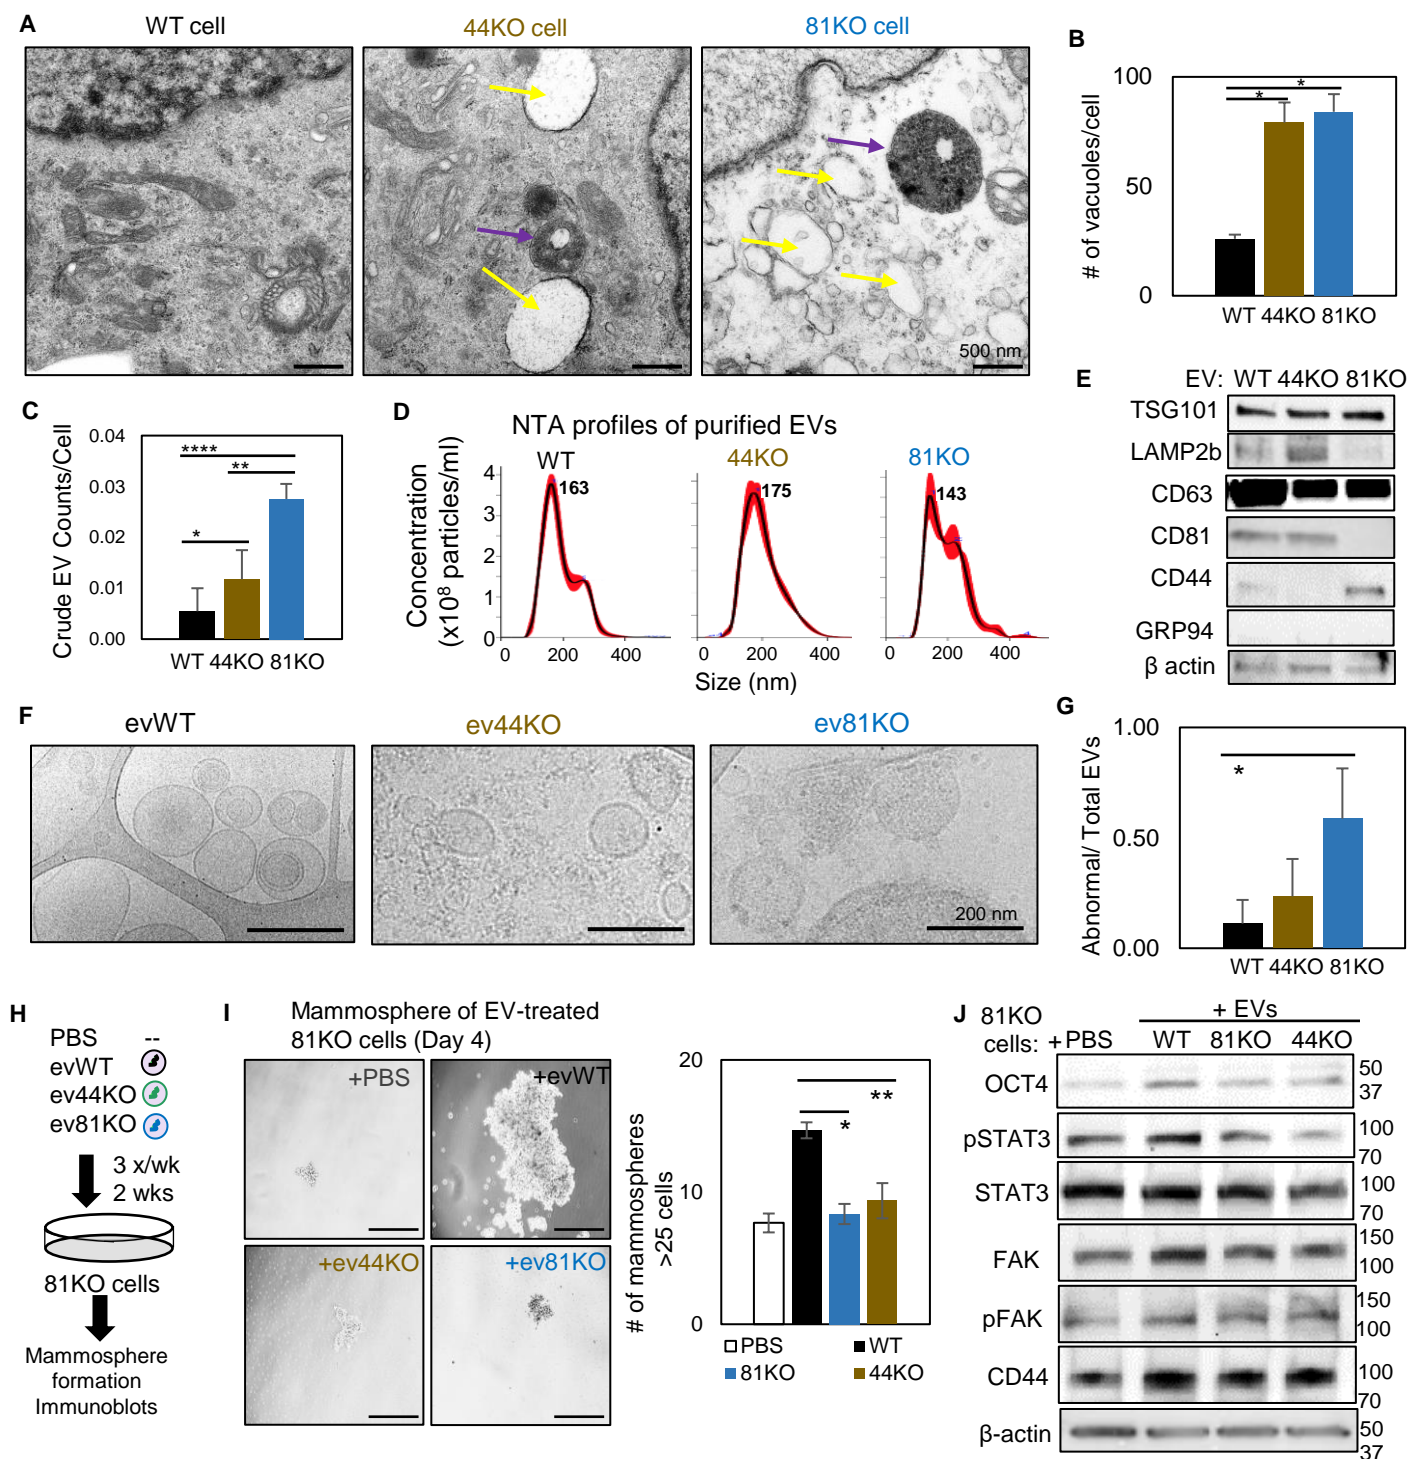 A
WT cell
44KO cell
81KO cell
500 nm
B
# of vacuoles/cell
100
50
0
*
*
WT 44KO 81KO
C
Crude EV Counts/Cell
0.04
0.03
0.02
0.01
0.00
****
**
*
WT 44KO 81KO
D
NTA profiles of purified EVs
WT
44KO
81KO
163
175
143
Concentration
(x10⁸ particles/ml)
4
3
2
1
0
0 200 400
0 200 400
0 200 400
Size (nm)
E
EV: WT 44KO 81KO
TSG101
LAMP2b
CD63
CD81
CD44
GRP94
β actin
F
evWT
ev44KO
ev81KO
200 nm
G
Abnormal/ Total EVs
1.00
0.50
0.00
*
WT 44KO 81KO
H
PBS --
evWT
ev44KO
ev81KO
3 x/wk
2 wks
81KO cells
Mammosphere
formation
Immunoblots
I
Mammosphere of EV-treated
81KO cells (Day 4)
+PBS
+evWT
+ev44KO
+ev81KO
# of mammospheres
>25 cells
20
10
0
**
*
PBS WT
81KO 44KO
J
81KO
cells:
+ EVs
+PBS WT 81KO 44KO
OCT4
50
37
pSTAT3
100
70
STAT3
100
70
FAK
150
100
pFAK
150
100
CD44
100
70
β-actin
50
37